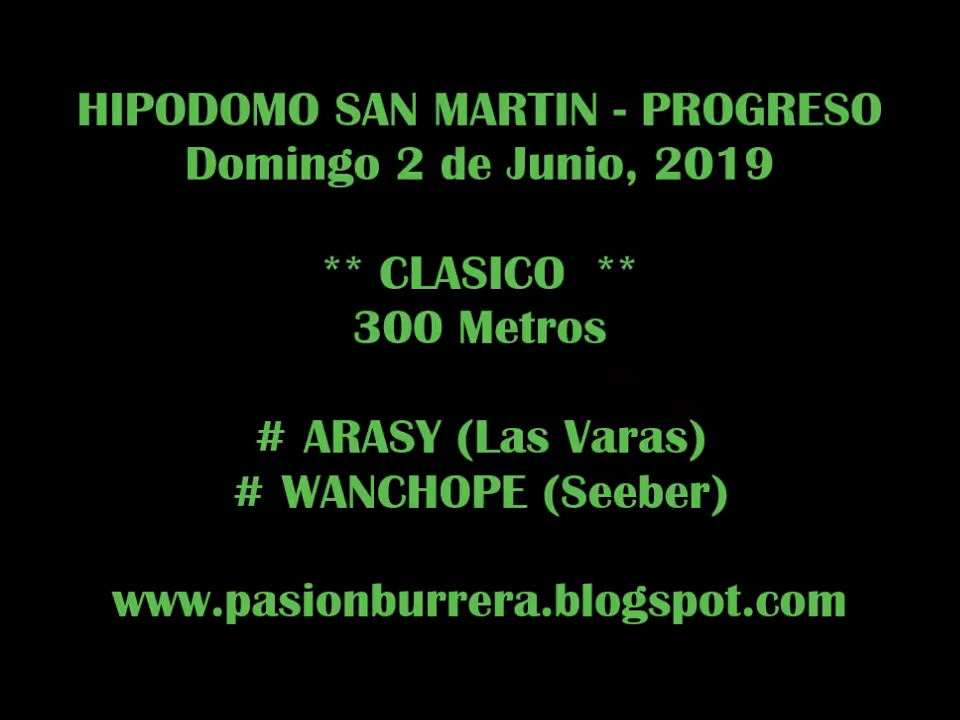 HIPODOMO SAN MARTIN - PROGRESO
Domingo 2 de Junio, 2019
** CLASICO **
300 Metros
# ARASY (Las Varas)
# WANCHOPE (Seeber)
www.pasionburrera.blogspot.com